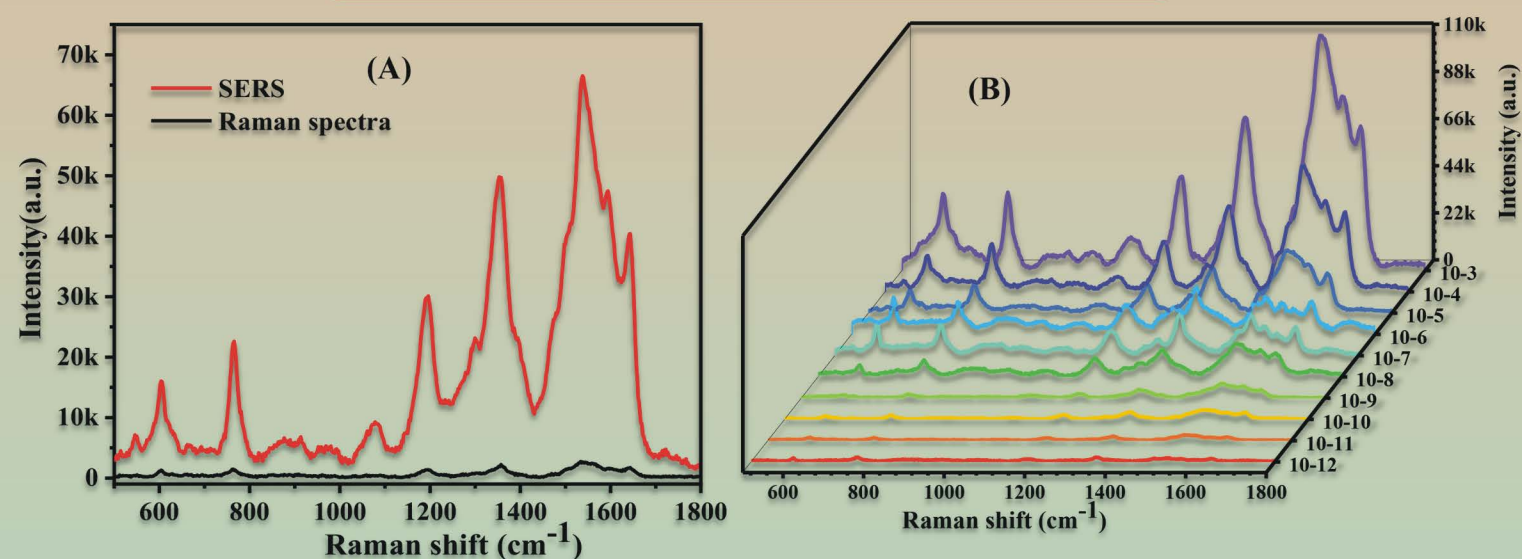 (A)
SERS
Raman spectra
70k
60k
50k
40k
30k
20k
10k
0
Intensity(a.u.)
600 800 1000 1200 1400 1600 1800
Raman shift (cm-1)
(B)
110k
88k
66k
44k
22k
0
Intensity (a.u.)
10-3
10-4
10-5
10-6
10-7
10-8
10-9
10-10
10-11
10-12
600 800 1000 1200 1400 1600 1800
Raman shift (cm-1)